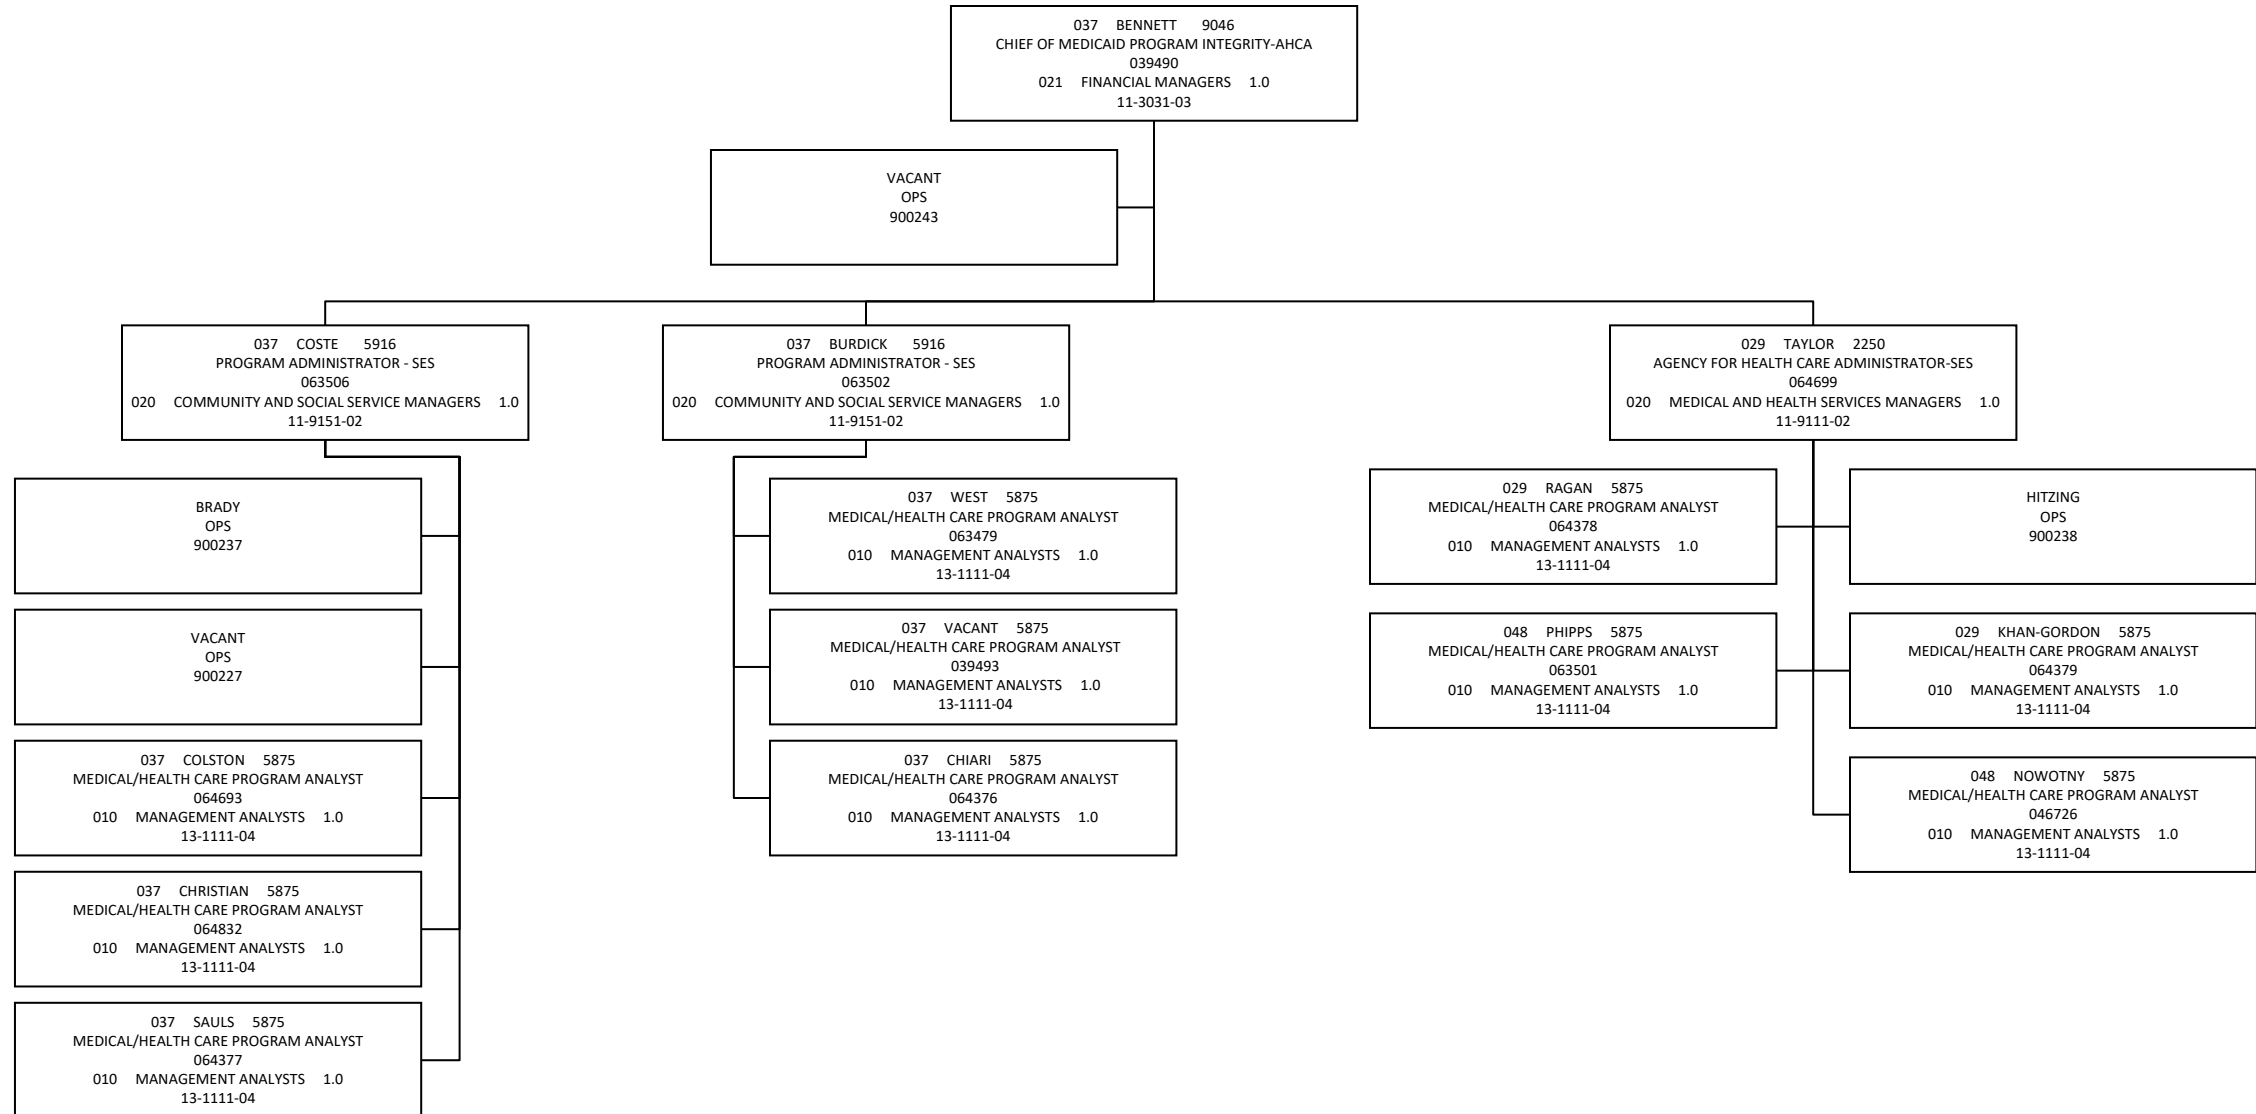 037 BENNETT 9046
CHIEF OF MEDICAID PROGRAM INTEGRITY-AHCA
039490
021 FINANCIAL MANAGERS 1.0
11-3031-03
VACANT
OPS
900243
037 COSTE 5916
PROGRAM ADMINISTRATOR - SES
063506
020 COMMUNITY AND SOCIAL SERVICE MANAGERS 1.0
11-9151-02
037 BURDICK 5916
PROGRAM ADMINISTRATOR - SES
063502
020 COMMUNITY AND SOCIAL SERVICE MANAGERS 1.0
11-9151-02
029 TAYLOR 2250
AGENCY FOR HEALTH CARE ADMINISTRATOR-SES
064699
020 MEDICAL AND HEALTH SERVICES MANAGERS 1.0
11-9111-02
BRADY
OPS
900237
VACANT
OPS
900227
037 COLSTON 5875
MEDICAL/HEALTH CARE PROGRAM ANALYST
064693
010 MANAGEMENT ANALYSTS 1.0
13-1111-04
037 CHRISTIAN 5875
MEDICAL/HEALTH CARE PROGRAM ANALYST
064832
010 MANAGEMENT ANALYSTS 1.0
13-1111-04
037 SAULS 5875
MEDICAL/HEALTH CARE PROGRAM ANALYST
064377
010 MANAGEMENT ANALYSTS 1.0
13-1111-04
037 WEST 5875
MEDICAL/HEALTH CARE PROGRAM ANALYST
063479
010 MANAGEMENT ANALYSTS 1.0
13-1111-04
037 VACANT 5875
MEDICAL/HEALTH CARE PROGRAM ANALYST
039493
010 MANAGEMENT ANALYSTS 1.0
13-1111-04
037 CHIARI 5875
MEDICAL/HEALTH CARE PROGRAM ANALYST
064376
010 MANAGEMENT ANALYSTS 1.0
13-1111-04
029 RAGAN 5875
MEDICAL/HEALTH CARE PROGRAM ANALYST
064378
010 MANAGEMENT ANALYSTS 1.0
13-1111-04
HITZING
OPS
900238
048 PHIPPS 5875
MEDICAL/HEALTH CARE PROGRAM ANALYST
063501
010 MANAGEMENT ANALYSTS 1.0
13-1111-04
029 KHAN-GORDON 5875
MEDICAL/HEALTH CARE PROGRAM ANALYST
064379
010 MANAGEMENT ANALYSTS 1.0
13-1111-04
048 NOWOTNY 5875
MEDICAL/HEALTH CARE PROGRAM ANALYST
046726
010 MANAGEMENT ANALYSTS 1.0
13-1111-04